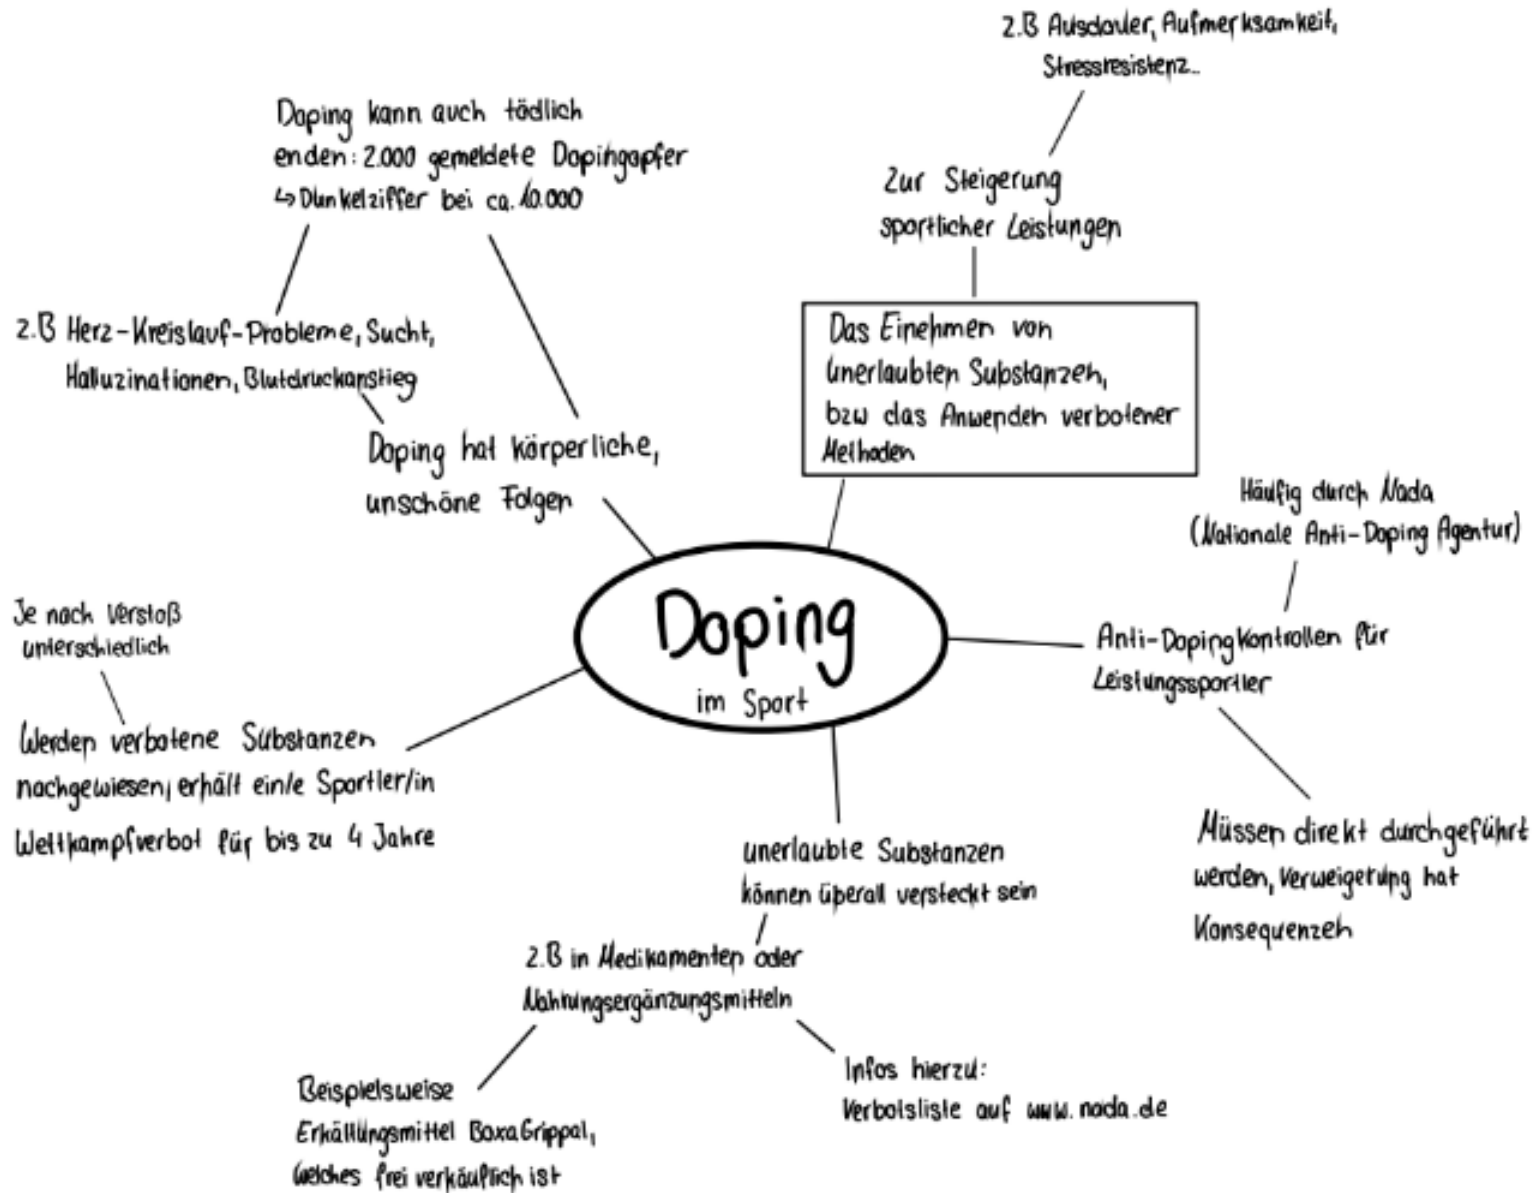 z.B Ausdauer, Aufmerksamkeit,
Stressresistenz...
Zur Steigerung
sportlicher Leistungen
Das Einehmen von
unerlaubten Substanzen,
bzw das Anwenden verbotener
Methoden
Doping kann auch tödlich
enden: 2.000 gemeldete Dopingopfer
↳ Dunkelziffer bei ca. 10.000
z.B Herz-Kreislauf-Probleme, Sucht,
Halluzinationen, Blutdruckanstieg
Doping hat körperliche,
unschöne Folgen
Häufig durch Nada
(Nationale Anti-Doping Agentur)
Anti-Dopingkontrollen für
Leistungssportler
Müssen direkt durchgeführt
werden, Verweigerung hat
Konsequenzen
Doping
im Sport
Je nach Verstoß
unterschiedlich
Werden verbotene Substanzen
nachgewiesen, erhält ein/e Sportler/in
Wettkampfverbot für bis zu 4 Jahre
unerlaubte Substanzen
können überall versteckt sein
z.B in Medikamenten oder
Nahrungsergänzungsmitteln
Beispielsweise
Erkältungsmittel BoxaGrippal,
welches frei verkäuflich ist
Infos hierzu:
Verbotsliste auf www.nada.de